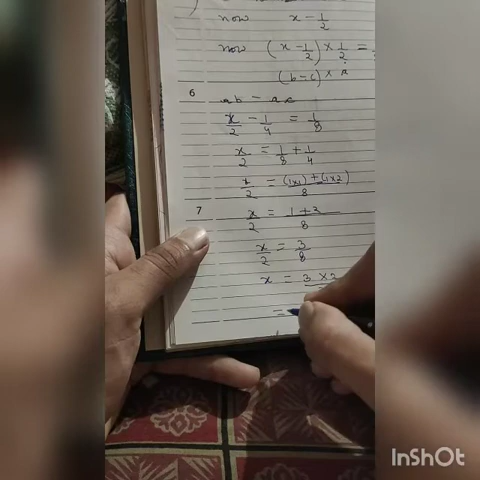 now x - 1/2
now (x - 1/2) × 1/2 =
(b - c) × a
6
ab - ac
x/2 - 1/4 = 1/8
x/2 = 1/8 + 1/4
x/2 = (1×1) + (1×2)/8
7
x/2 = 1+2/8
x/2 = 3/8
x = 3×2
=
InShOt